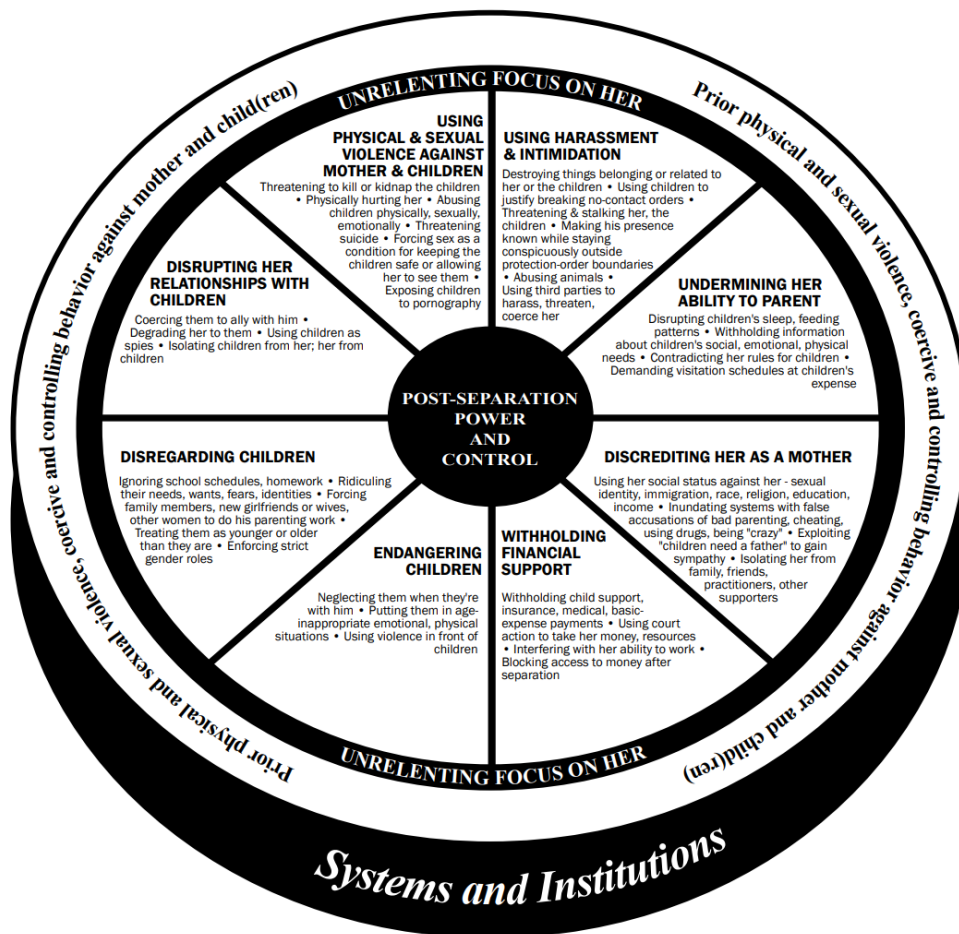 Prior physical and sexual violence, coercive and controlling behavior against mother and child(ren)
Prior physical and sexual violence, coercive and controlling behavior against mother and child(ren)
UNRELENTING FOCUS ON HER
USING
PHYSICAL & SEXUAL
VIOLENCE AGAINST
MOTHER & CHILDREN
Threatening to kill or kidnap the children
• Physically hurting her • Abusing
children physically, sexually,
emotionally • Threatening
suicide • Forcing sex as a
condition for keeping the
children safe or allowing
her to see them •
Exposing children
to pornography
USING HARASSMENT
& INTIMIDATION
Destroying things belonging or related to
her or the children • Using children to
justify breaking no-contact orders •
Threatening & stalking her, the
children • Making his presence
known while staying
conspicuously outside
protection-order boundaries
• Abusing animals •
Using third parties to
harass, threaten,
coerce her
UNDERMINING HER
ABILITY TO PARENT
Disrupting children's sleep, feeding
patterns • Withholding information
about children's social, emotional, physical
needs • Contradicting her rules for children •
Demanding visitation schedules at children's
expense
DISCREDITING HER AS A MOTHER
Using her social status against her - sexual
identity, immigration, race, religion, education,
income • Inundating systems with false
accusations of bad parenting, cheating,
using drugs, being "crazy" • Exploiting
"children need a father" to gain
sympathy • Isolating her from
family, friends,
practitioners, other
supporters
WITHHOLDING
FINANCIAL
SUPPORT
Withholding child support,
insurance, medical, basic-
expense payments • Using court
action to take her money, resources
• Interfering with her ability to work •
Blocking access to money after
separation
ENDANGERING
CHILDREN
Neglecting them when they're
with him • Putting them in age-
inappropriate emotional, physical
situations • Using violence in front of
children
DISREGARDING CHILDREN
Ignoring school schedules, homework • Ridiculing
their needs, wants, fears, identities • Forcing
family members, new girlfriends or wives,
other women to do his parenting work •
Treating them as younger or older
than they are • Enforcing strict
gender roles
DISRUPTING HER
RELATIONSHIPS WITH
CHILDREN
Coercing them to ally with him •
Degrading her to them • Using children as
spies • Isolating children from her; her from
children
POST-SEPARATION
POWER
AND
CONTROL
UNRELENTING FOCUS ON HER
Systems and Institutions